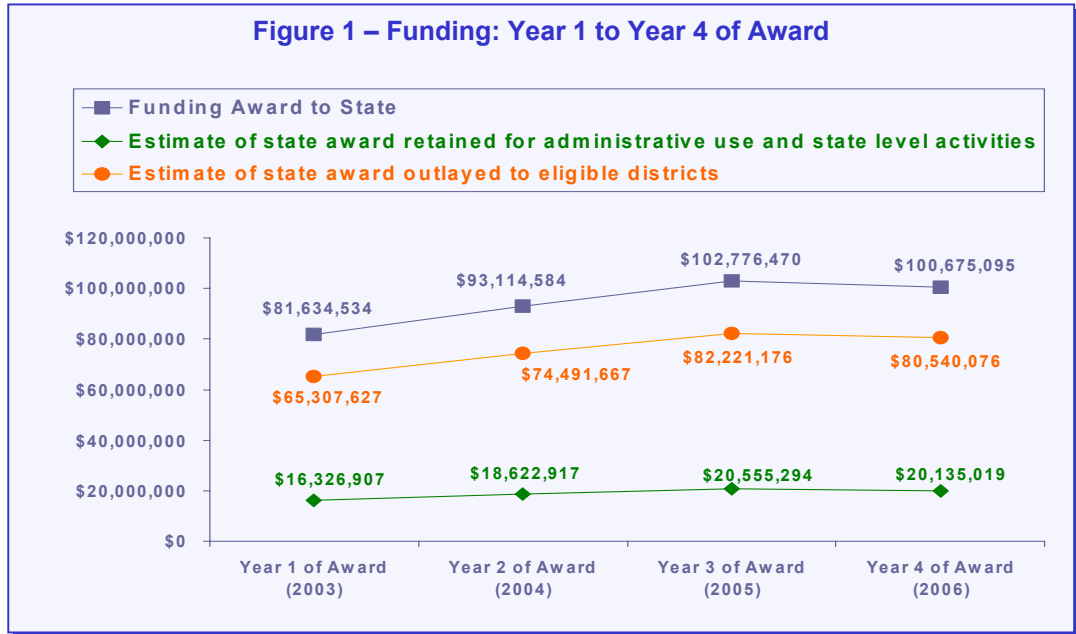 Figure 1 – Funding: Year 1 to Year 4 of Award
Funding Award to State
Estimate of state award retained for administrative use and state level activities
Estimate of state award outlayed to eligible districts
$120,000,000
$100,000,000
$80,000,000
$60,000,000
$40,000,000
$20,000,000
$0
$81,634,534
$93,114,584
$102,776,470
$100,675,095
$65,307,627
$74,491,667
$82,221,176
$80,540,076
$16,326,907
$18,622,917
$20,555,294
$20,135,019
Year 1 of Award
(2003)
Year 2 of Award
(2004)
Year 3 of Award
(2005)
Year 4 of Award
(2006)